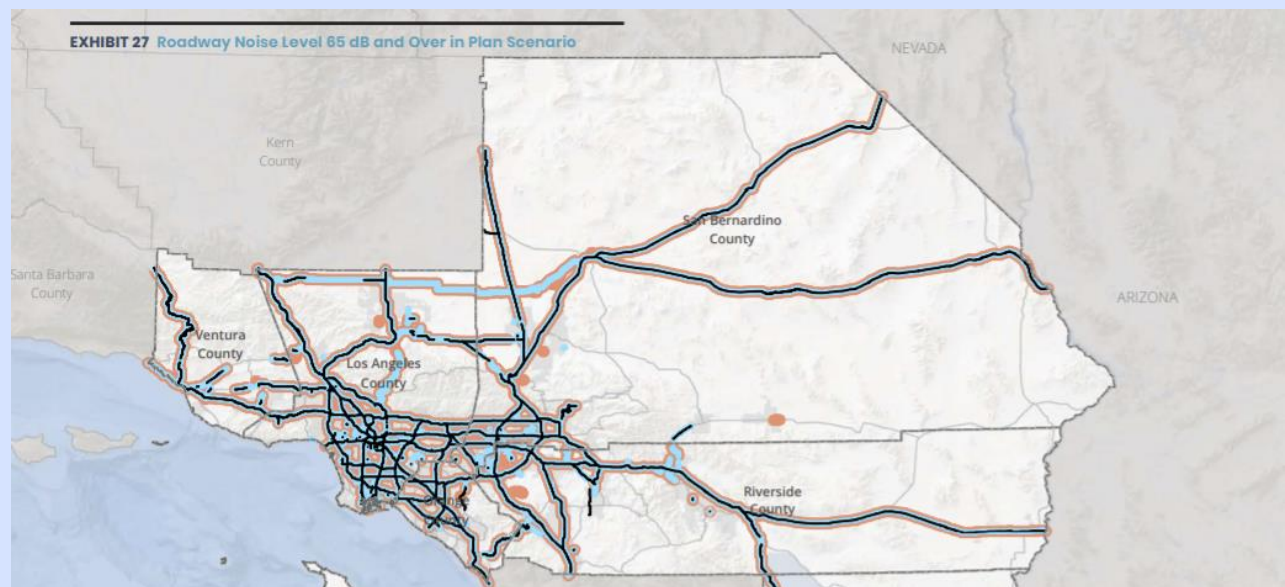 EXHIBIT 27 Roadway Noise Level 65 dB and Over in Plan Scenario
NEVADA
Kern
County
San Bernardino
County
Santa Barbara
County
ARIZONA
Ventura
County
Los Angeles
County
Riverside
County
County